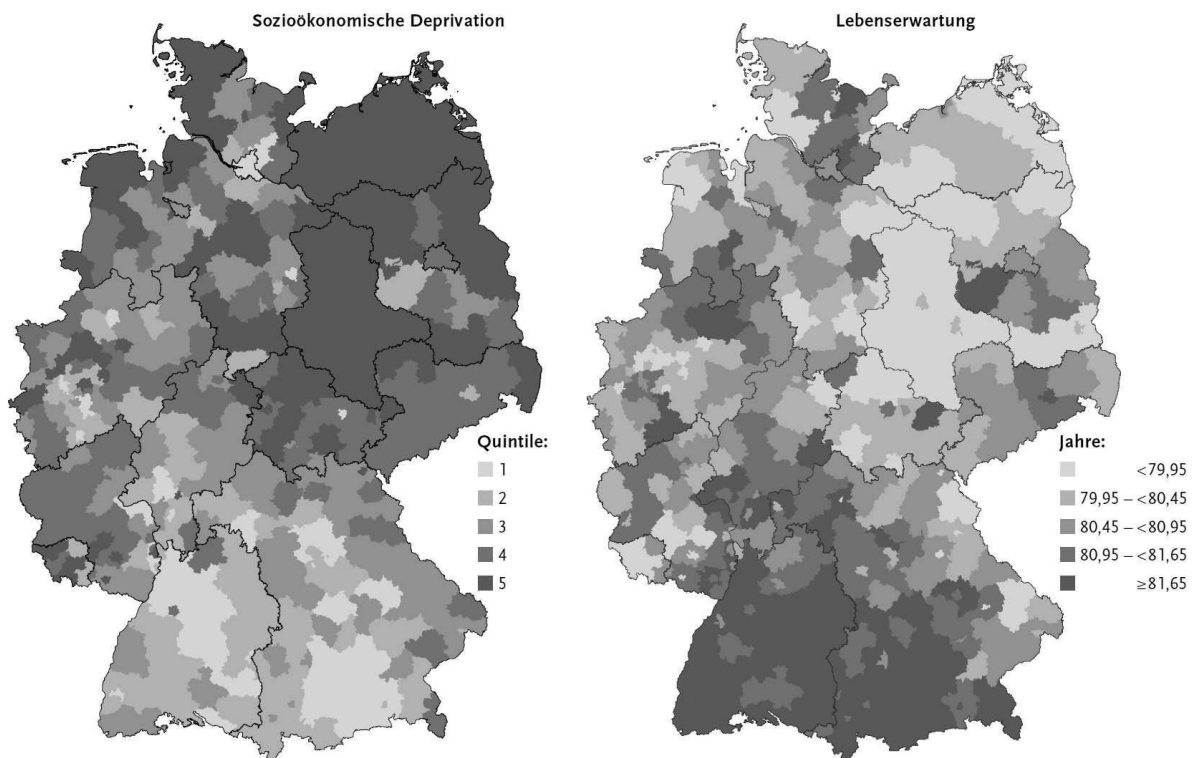 Sozioökonomische Deprivation
Quintile:
1
2
3
4
5
Lebenserwartung
Jahre:
<79,95
79,95 – <80,45
80,45 – <80,95
80,95 – <81,65
≥81,65